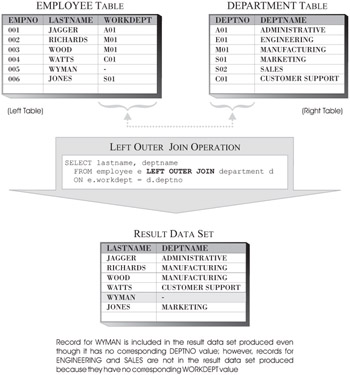 EMPLOYEE TABLE
EMPNO LASTNAME WORKDEPT
001 JAGGER A01
002 RICHARDS M01
003 WOOD M01
004 WATTS C01
005 WYMAN -
006 JONES S01
(Left Table)
DEPARTMENT TABLE
DEPTNO DEPTNAME
A01 ADMINISTRATIVE
E01 ENGINEERING
M01 MANUFACTURING
S01 MARKETING
S02 SALES
C01 CUSTOMER SUPPORT
(Right Table)
LEFT OUTER JOIN OPERATION
SELECT lastname, deptname
FROM employee e LEFT OUTER JOIN department d
ON e.workdept = d.deptno
RESULT DATA SET
LASTNAME DEPTNAME
JAGGER ADMINISTRATIVE
RICHARDS MANUFACTURING
WOOD MANUFACTURING
WATTS CUSTOMER SUPPORT
WYMAN -
JONES MARKETING
Record for WYMAN is included in the result data set produced even
though it has no corresponding DEPTNO value; however, records for
ENGINEERING and SALES are not in the result data set produced
because they have no corresponding WORKDEPT value